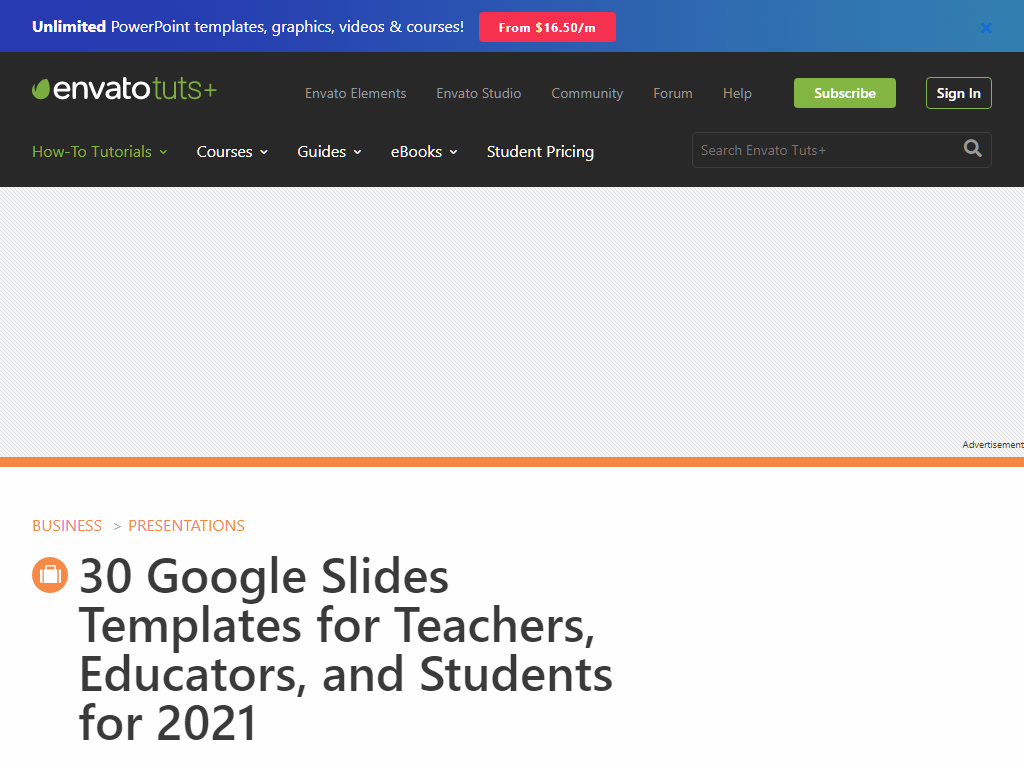 Unlimited PowerPoint templates, graphics, videos & courses! From $16.50/m
envatotuts+ Envato Elements Envato Studio Community Forum Help Subscribe Sign In
How-To Tutorials Courses Guides eBooks Student Pricing Search Envato Tuts+
Advertisement
BUSINESS > PRESENTATIONS
30 Google Slides
Templates for Teachers,
Educators, and Students
for 2021